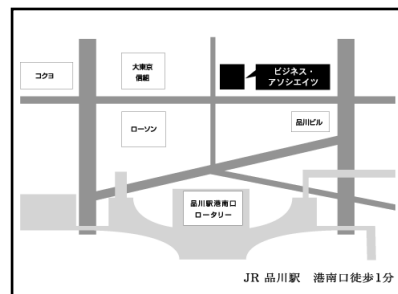 コクヨ
大東京
信組
ビジネス・
アソシエイツ
ローソン
品川ビル
品川駅港南口
ロータリー
JR 品川駅 港南口徒歩1分